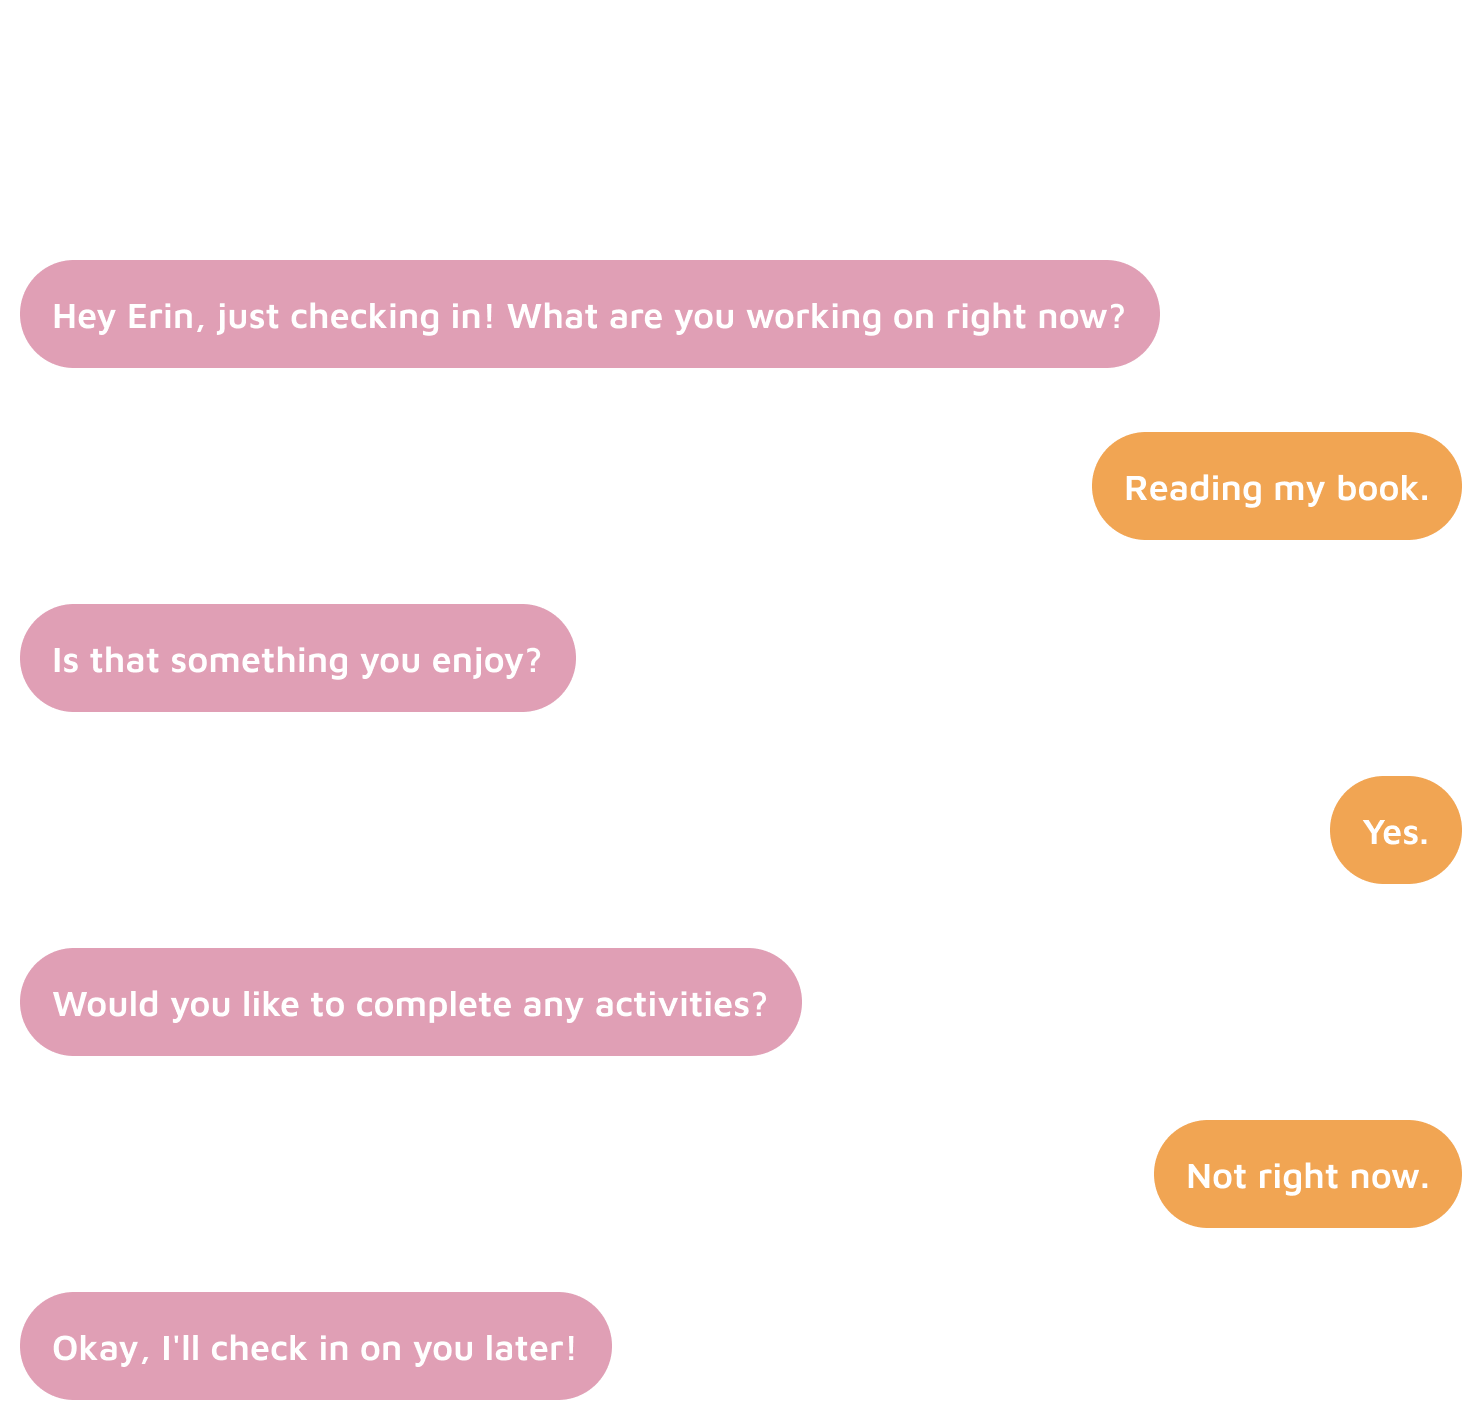 Hey Erin, just checking in! What are you working on right now?
Reading my book.
Is that something you enjoy?
Yes.
Would you like to complete any activities?
Not right now.
Okay, I'll check in on you later!